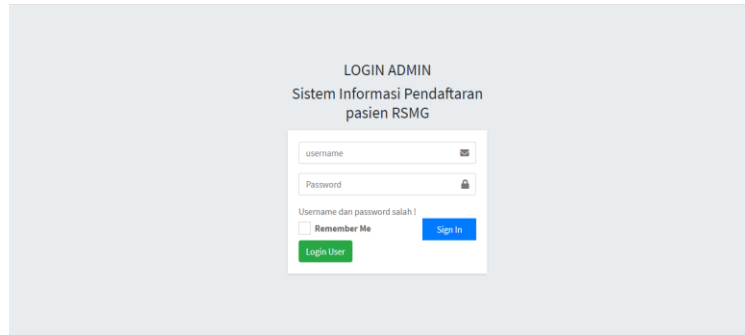 LOGIN ADMIN
Sistem Informasi Pendaftaran
pasien RSMG
username
Password
Username dan password salah !
Remember Me
Sign In
Login User